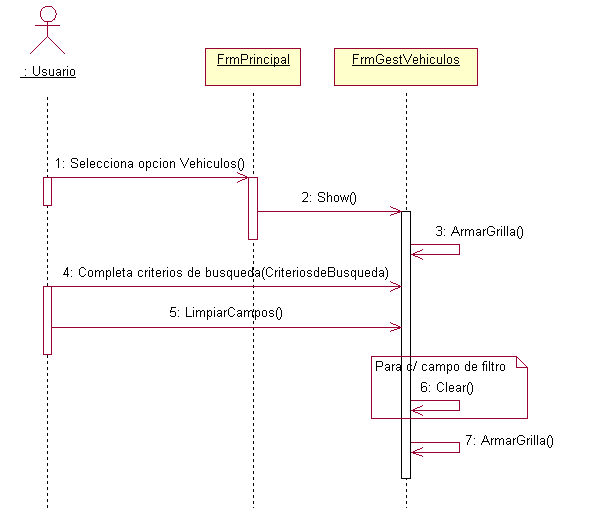 : Usuario
FrmPrincipal
FrmGestVehiculos
1: Selecciona opcion Vehiculos()
2: Show()
3: ArmarGrilla()
4: Completa criterios de busqueda(CriteriosdeBusqueda)
5: LimpiarCampos()
Para c/ campo de filtro
6: Clear()
7: ArmarGrilla()